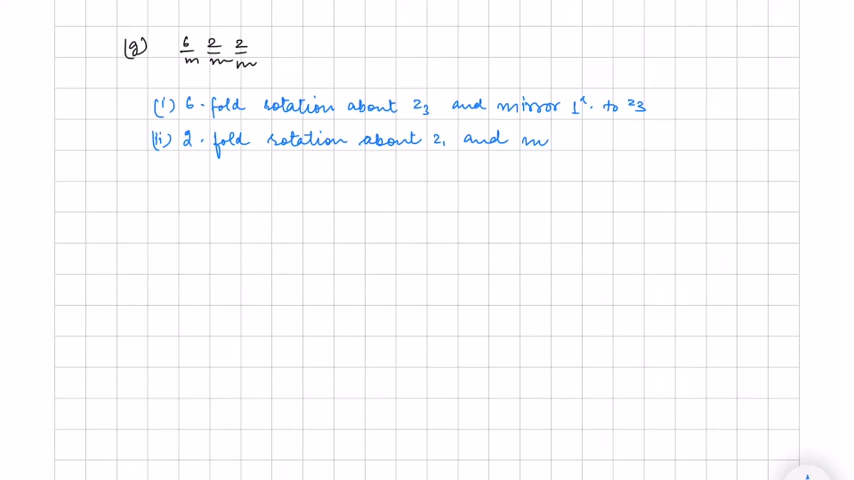 (g) 6/m 2/m 2/m
(i) 6-fold rotation about z₃ and mirror ⊥ʳ. to z₃
(ii) 2-fold rotation about z₁ and m